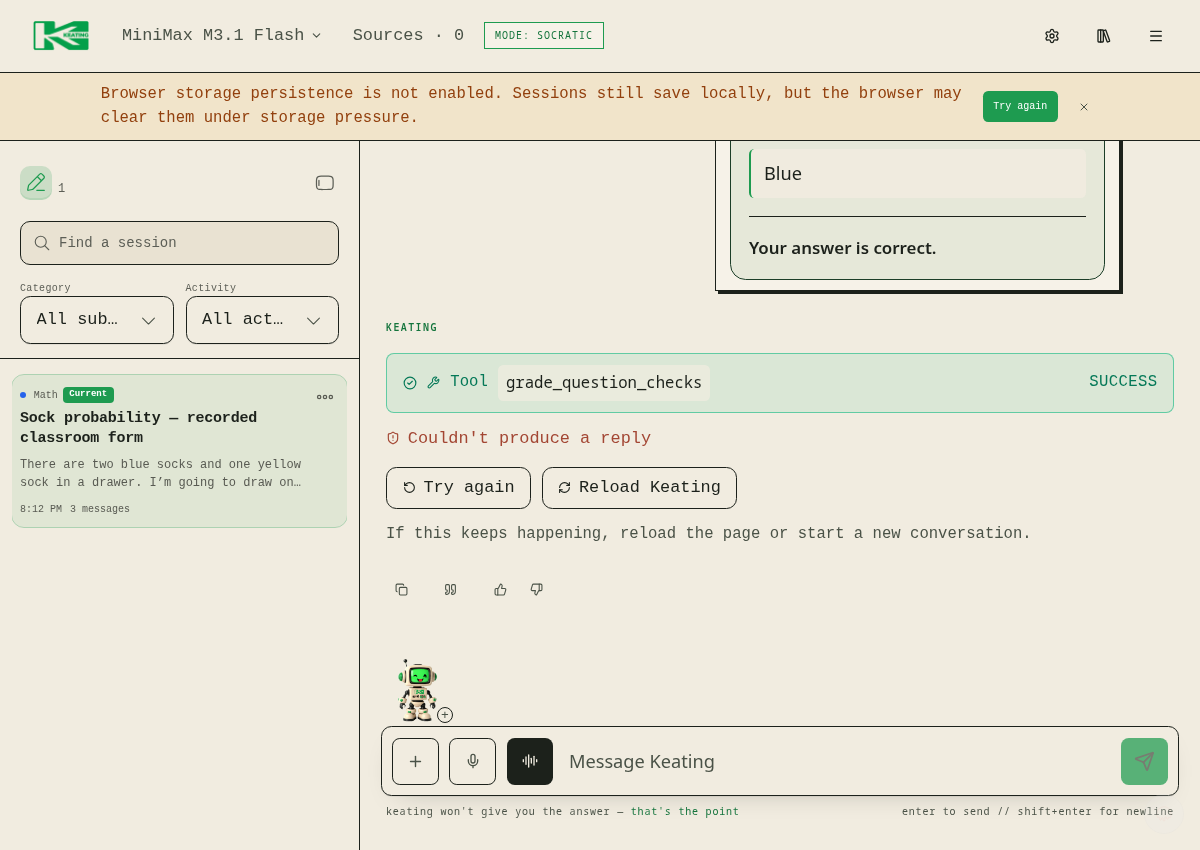 KEATING
MiniMax M3.1 Flash
Sources · 0
MODE: SOCRATIC
Browser storage persistence is not enabled. Sessions still save locally, but the browser may
clear them under storage pressure.
Try again
1
Find a session
Category
Activity
All sub…
All act…
Math
Current
Sock probability — recorded
classroom form
There are two blue socks and one yellow
sock in a drawer. I’m going to draw on…
8:12 PM 3 messages
Blue
Your answer is correct.
KEATING
Tool grade_question_checks
SUCCESS
Couldn't produce a reply
Try again
Reload Keating
If this keeps happening, reload the page or start a new conversation.
Message Keating
keating won't give you the answer — that's the point
enter to send // shift+enter for newline